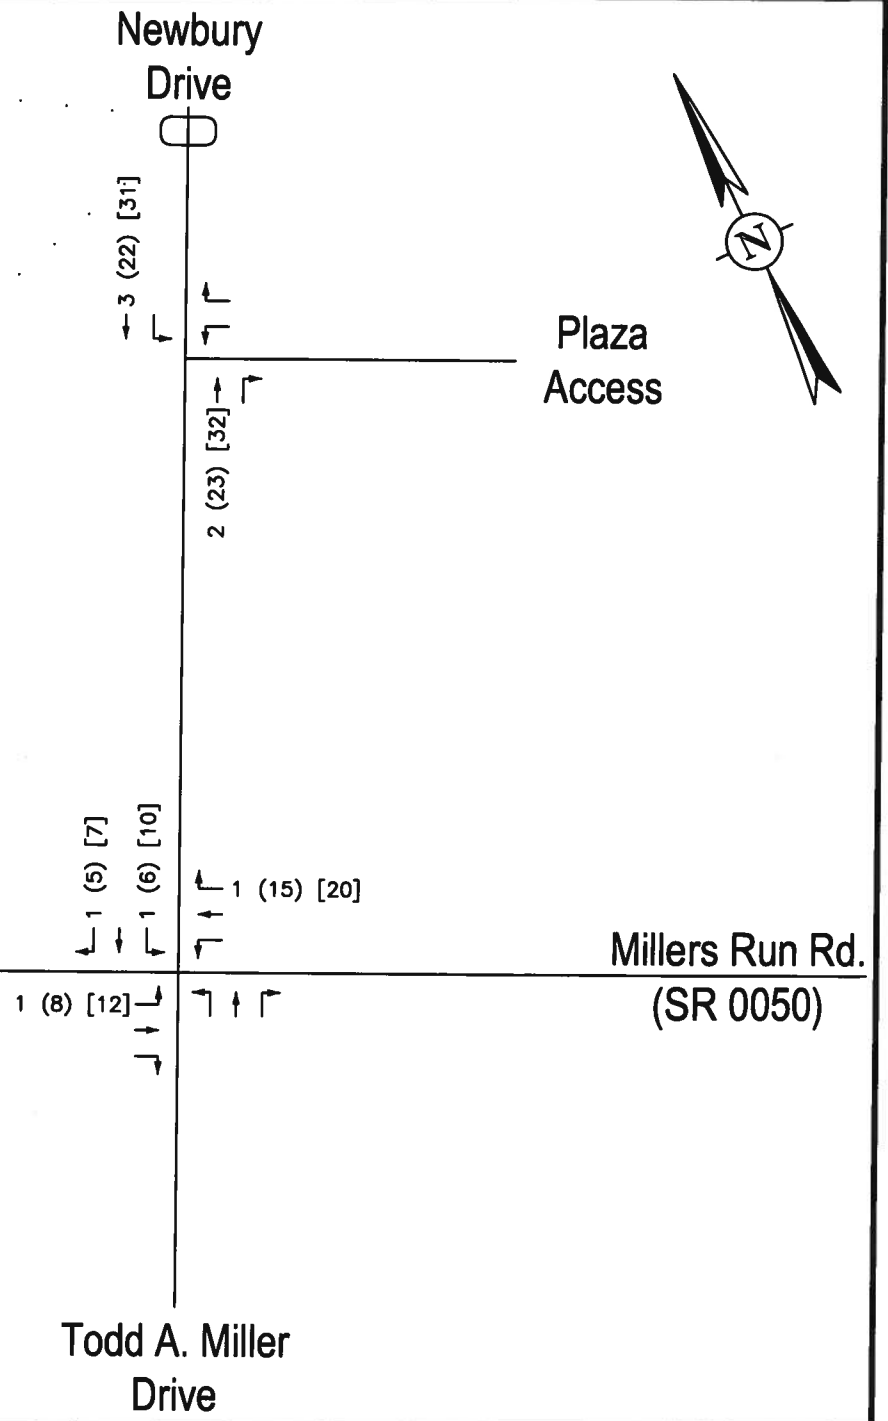 Newbury
Drive
3 (22) [31]
N
Plaza
Access
2 (23) [32]
1 (5) [7]
1 (6) [10]
1 (15) [20]
Millers Run Rd.
(SR 0050)
1 (8) [12]
Todd A. Miller
Drive